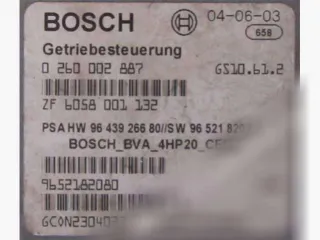 BOSCH 04-06-03
658
Getriebesteuerung
0 260 002 887 GS10.61.2
ZF 6058 001 132
PSA HW 96 439 266 80//SW 96 521 820
BOSCH_BVA_4HP20
9652182080